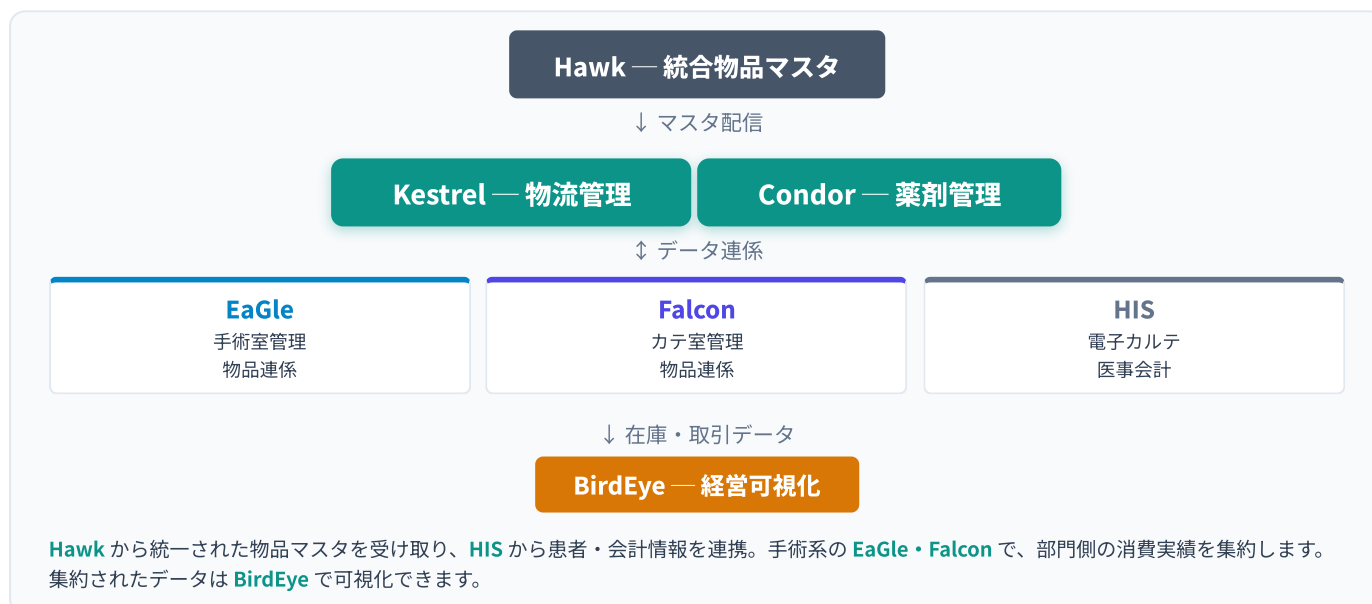 Hawk — 統合物品マスタ
↓ マスタ配信
Kestrel — 物流管理
Condor — 薬剤管理
↕ データ連係
EaGle
手術室管理
物品連係
Falcon
カテ室管理
物品連係
HIS
電子カルテ
医事会計
↓ 在庫・取引データ
BirdEye — 経営可視化
Hawk から統一された物品マスタを受け取り、HIS から患者・会計情報を連携。手術系の EaGle・Falcon で、部門側の消費実績を集約します。
集約されたデータは BirdEye で可視化できます。